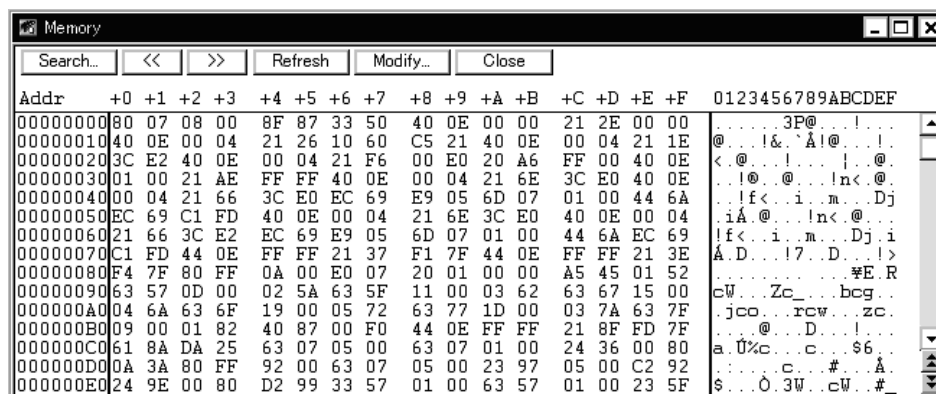 Memory
Search... << >> Refresh Modify... Close
Addr +0 +1 +2 +3 +4 +5 +6 +7 +8 +9 +A +B +C +D +E +F 0123456789ABCDEF
00000000 80 07 08 00 8F 87 33 50 40 0E 00 00 21 2E 00 00 ......3P@...!...
00000010 40 0E 00 04 21 26 10 60 C5 21 40 0E 00 04 21 1E @...!&.`Å!@...!.
00000020 3C E2 40 0E 00 04 21 F6 00 E0 20 A6 FF 00 40 0E <.@...!... ¦..@.
00000030 01 00 21 AE FF FF 40 0E 00 04 21 6E 3C E0 40 0E ..!®..@...!n<.@.
00000040 00 04 21 66 3C E0 EC 69 E9 05 6D 07 01 00 44 6A ..!f<..i..m...Dj
00000050 EC 69 C1 FD 40 0E 00 04 21 6E 3C E0 40 0E 00 04 .iÁ.@...!n<.@...
00000060 21 66 3C E2 EC 69 E9 05 6D 07 01 00 44 6A EC 69 !f<..i..m...Dj.i
00000070 C1 FD 44 0E FF FF 21 37 F1 7F 44 0E FF FF 21 3E Á.D...!7..D...!>
00000080 F4 7F 80 FF 0A 00 E0 07 20 01 00 00 A5 45 01 52 ........ ...¥E.R
00000090 63 57 0D 00 02 5A 63 5F 11 00 03 62 63 67 15 00 cW...Zc_...bcg..
000000A0 04 6A 63 6F 19 00 05 72 63 77 1D 00 03 7A 63 7F .jco...rcw...zc.
000000B0 09 00 01 82 40 87 00 F0 44 0E FF FF 21 8F FD 7F ....@...D...!...
000000C0 61 8A DA 25 63 07 05 00 63 07 01 00 24 36 00 80 a.Ú%c...c...$6..
000000D0 0A 3A 80 FF 92 00 63 07 05 00 23 97 05 00 C2 92 .:....c...#...Â.
000000E0 24 9E 00 80 D2 99 33 57 01 00 63 57 01 00 23 5F $...Ò.3W..cW..#_